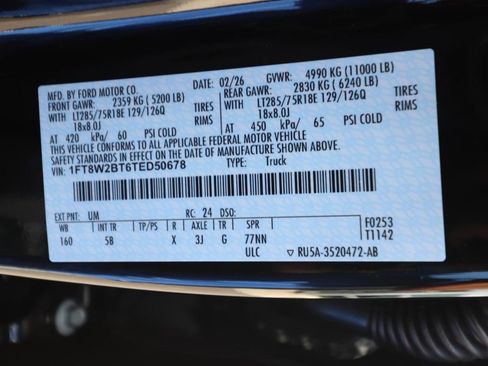 MFD. BY FORD MOTOR CO. 02/26 GVWR: 4990 KG (11000 LB)
FRONT GAWR: 2359 KG (5200 LB) REAR GAWR: 2830 KG (6240 LB)
WITH LT285/75R18E 129/126Q TIRES WITH LT285/75R18E 129/126Q TIRES
18x8.0J RIMS 18x8.0J RIMS
AT 420 kPa/ 60 PSI COLD AT 450 kPa/ 65 PSI COLD
THIS VEHICLE CONFORMS TO ALL APPLICABLE FEDERAL MOTOR VEHICLE
SAFETY STANDARDS IN EFFECT ON THE DATE OF MANUFACTURE SHOWN ABOVE.
VIN: 1FT8W2BT6TED50678 TYPE: Truck
EXT PNT: UM RC: 24 DSO: F0253
WB INT TR TP/PS R AXLE TR SPR T1142
160 5B X 3J G 77NN
ULC RU5A-3520472-AB